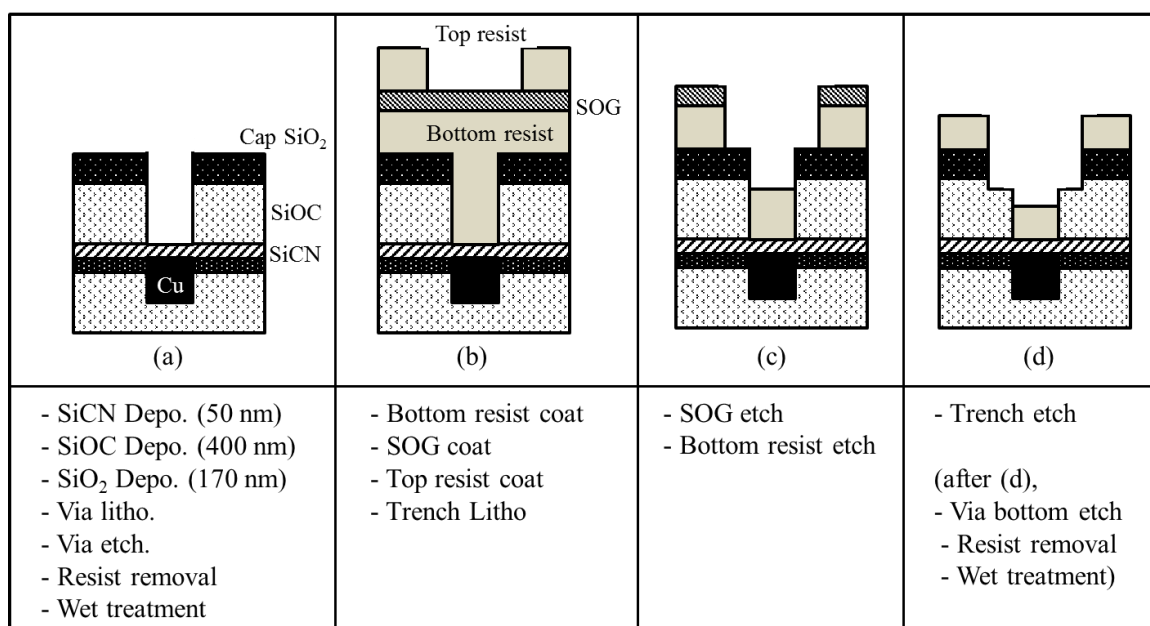 Top resist
SOG
Bottom resist
Cap SiO₂
SiOC
SiCN
Cu
(a)
(b)
(c)
(d)
- SiCN Depo. (50 nm)
- SiOC Depo. (400 nm)
- SiO₂ Depo. (170 nm)
- Via litho.
- Via etch.
- Resist removal
- Wet treatment
- Bottom resist coat
- SOG coat
- Top resist coat
- Trench Litho
- SOG etch
- Bottom resist etch
- Trench etch
(after (d),
- Via bottom etch
- Resist removal
- Wet treatment)